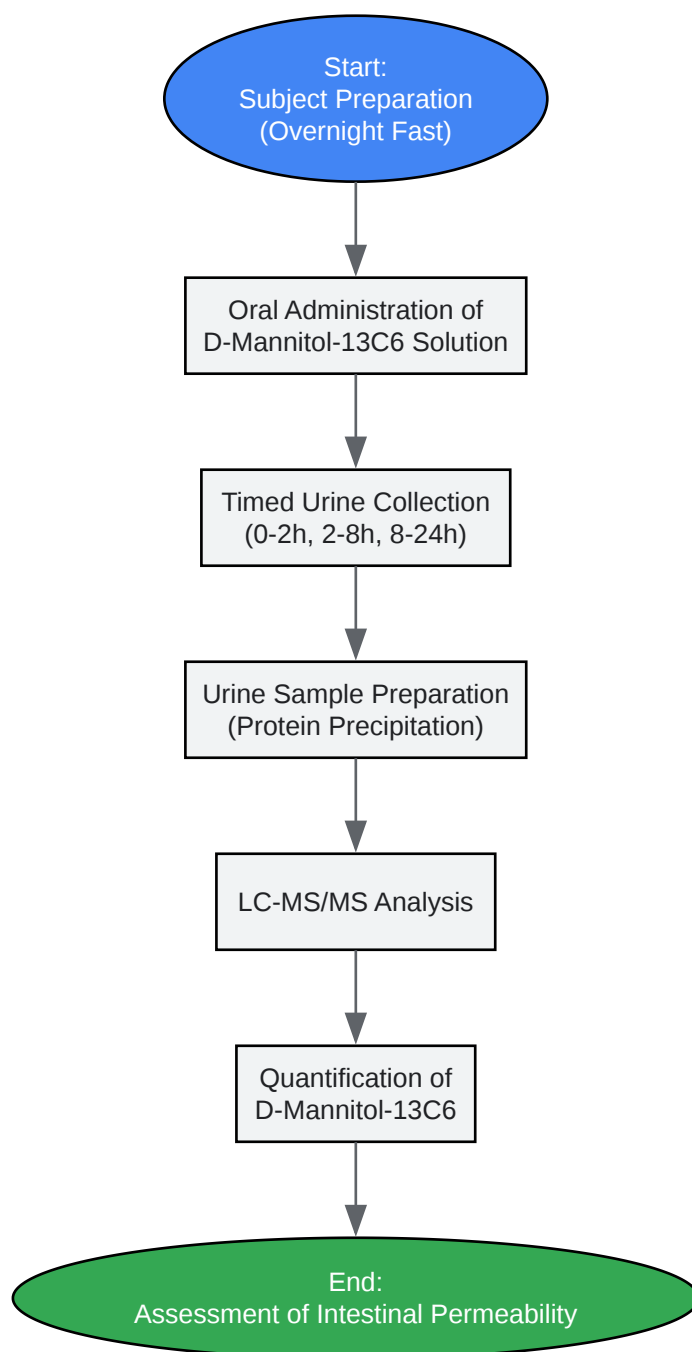 Start:
Subject Preparation
(Overnight Fast)
Oral Administration of
D-Mannitol-13C6 Solution
Timed Urine Collection
(0-2h, 2-8h, 8-24h)
Urine Sample Preparation
(Protein Precipitation)
LC-MS/MS Analysis
Quantification of
D-Mannitol-13C6
End:
Assessment of Intestinal Permeability